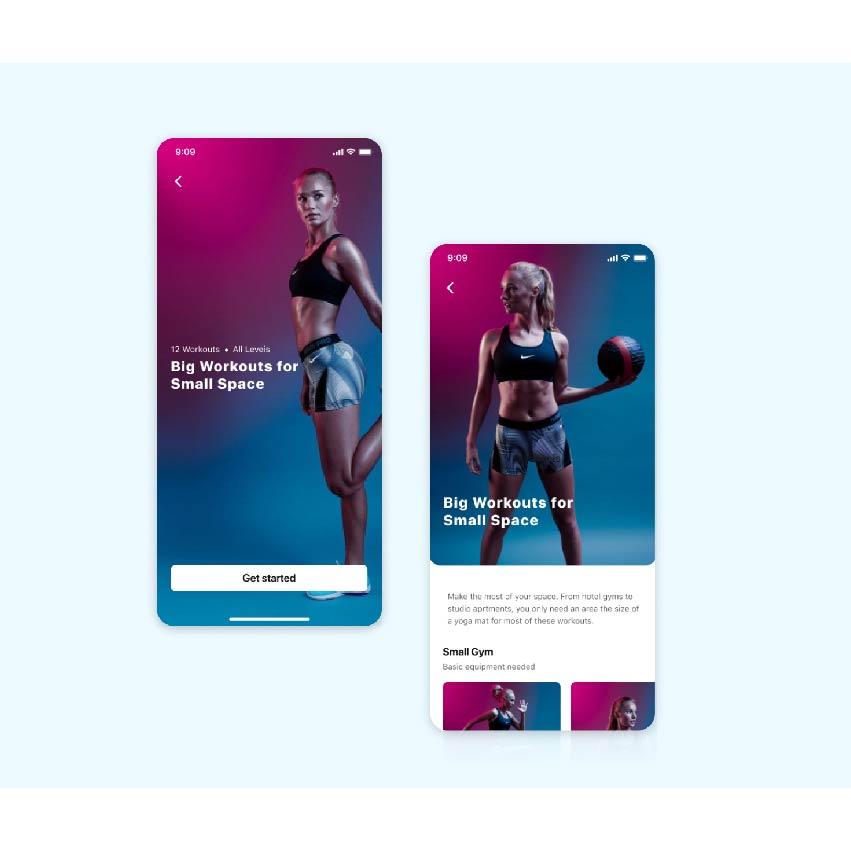 9:09
12 Workouts • All Levels
Big Workouts for
Small Space
Get started
9:09
Big Workouts for
Small Space
Make the most of your space. From hotel gyms to
studio aprtments, you only need an area the size of
a yoga mat for most of these workouts.
Small Gym
Basic equipment needed